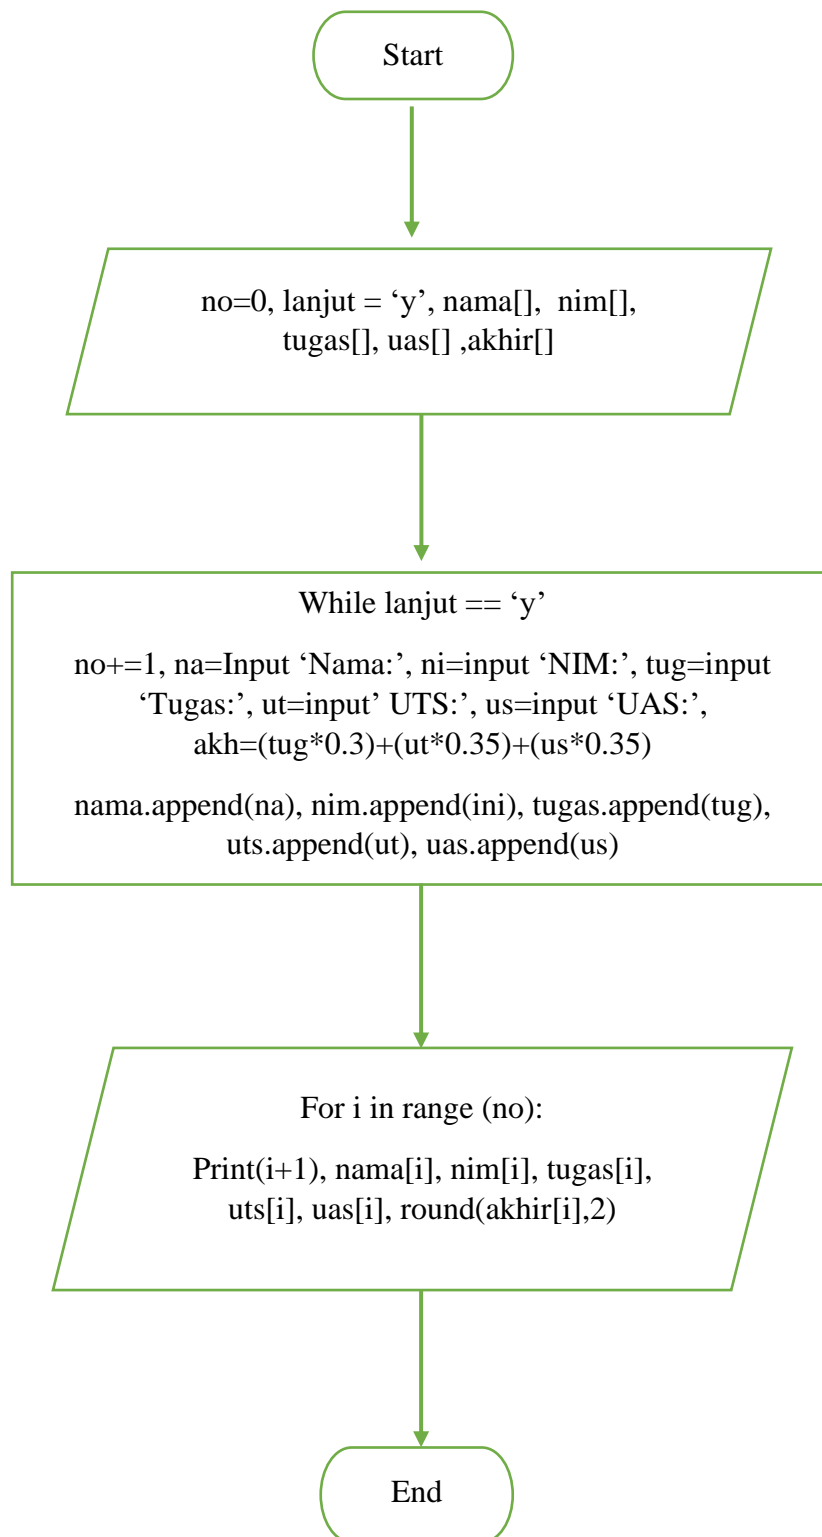 Start
no=0, lanjut = ‘y’, nama[],  nim[],
tugas[], uas[] ,akhir[]
While lanjut == ‘y’
no+=1, na=Input ‘Nama:’, ni=input ‘NIM:’, tug=input
‘Tugas:’, ut=input’ UTS:’, us=input ‘UAS:’,
akh=(tug*0.3)+(ut*0.35)+(us*0.35)
nama.append(na), nim.append(ini), tugas.append(tug),
uts.append(ut), uas.append(us)
For i in range (no):
Print(i+1), nama[i], nim[i], tugas[i],
uts[i], uas[i], round(akhir[i],2)
End